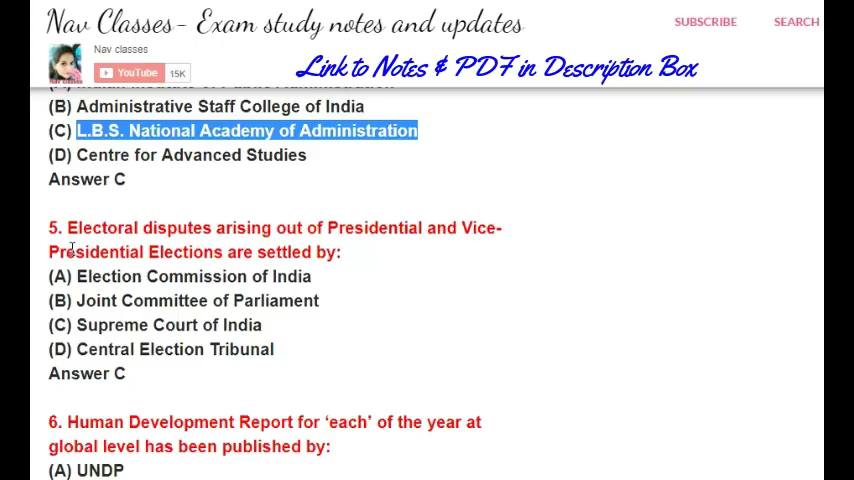 Nav Classes- Exam study notes and updates
SUBSCRIBE
SEARCH
Nav classes
YouTube 15K
Link to Notes & PDF in Description Box
(B) Administrative Staff College of India
(C) L.B.S. National Academy of Administration
(D) Centre for Advanced Studies
Answer C
5. Electoral disputes arising out of Presidential and Vice-
Presidential Elections are settled by:
(A) Election Commission of India
(B) Joint Committee of Parliament
(C) Supreme Court of India
(D) Central Election Tribunal
Answer C
6. Human Development Report for ‘each’ of the year at
global level has been published by:
(A) UNDP